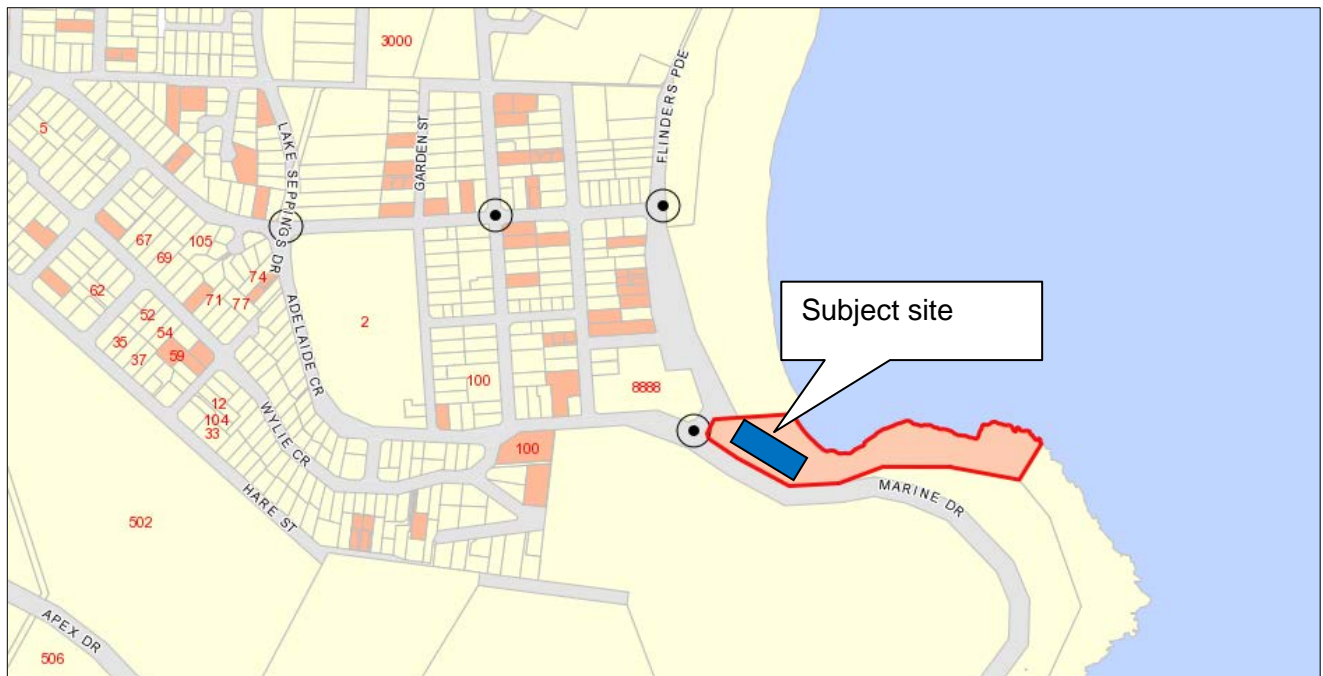 3000
FLINDERS PDE
5
LAKE SEPPINGS DR
GARDEN ST
67
105
69
74
62
71
77
52
54
35
37
59
2
ADELAIDE CR
Subject site
100
8888
12
104
33
WYLIE CR
100
HARE ST
MARINE DR
502
APEX DR
506